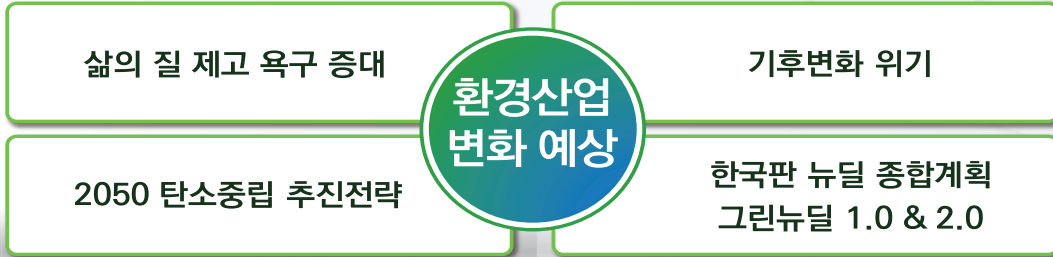 삶의 질 제고 욕구 증대
기후변화 위기
환경산업
변화 예상
2050 탄소중립 추진전략
한국판 뉴딜 종합계획
그린뉴딜 1.0 & 2.0